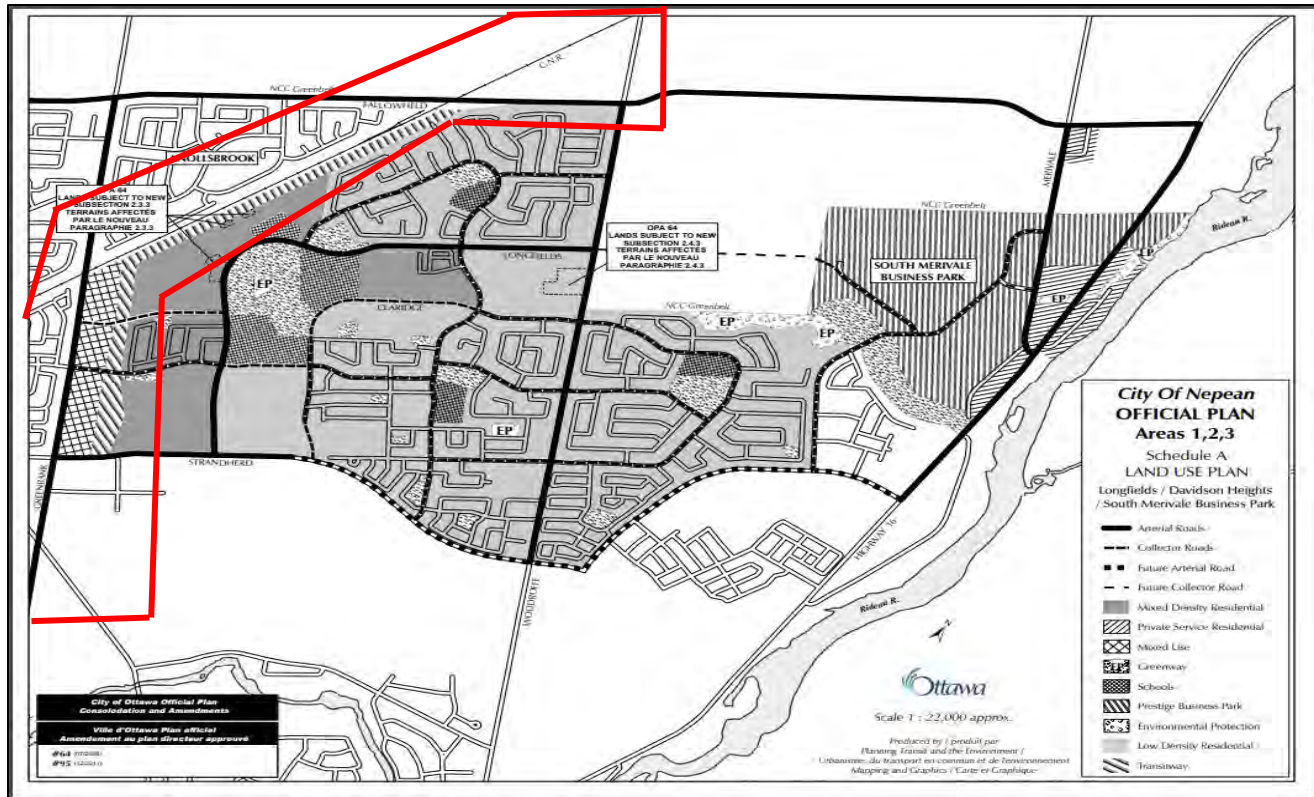 C.N.R.
NCC Greenbelt
FALLOWFIELD
KNOLLSBROOK
MERIVALE
OPA 64
LANDS SUBJECT TO NEW
SUBSECTION 2.3.3
TERRAINS AFFECTÉS
PAR LE NOUVEAU
PARAGRAPHIE 2.3.3
NCC Greenbelt
Rideau R.
OPA 64
LANDS SUBJECT TO NEW
SUBSECTION 2.4.3
TERRAINS AFFECTÉS
PAR LE NOUVEAU
PARAGRAPHIE 2.4.3
LONGFIELDS
SOUTH MERIVALE
BUSINESS PARK
EP
EP
EP
CLARIDGE
NCC Greenbelt
EP
EP
EP
STRANDHERD
GREENBANK
WOODROFFE
HIGHWAY 16
Rideau R.
N
City Of Nepean
OFFICIAL PLAN
Areas 1,2,3
Schedule A
LAND USE PLAN
Longfields / Davidson Heights
/ South Merivale Business Park
Arterial Roads
Collector Roads
Future Arterial Road
Future Collector Road
Mixed Density Residential
Private Service Residential
Mixed Use
EP Greenway
Schools
Prestige Business Park
Environmental Protection
Low Density Residential
Transitway
City of Ottawa Official Plan
Consolodation and Amendments
Ville d'Ottawa Plan officiel
Amendement au plan directeur approuvé
#64
#95
Ottawa
Scale 1 : 22,000 approx.
Produced by / produit par
Planning Transit and the Environment /
Urbanisme, du transport en commun et de l'environnement
Mapping and Graphics / Carte et Graphique